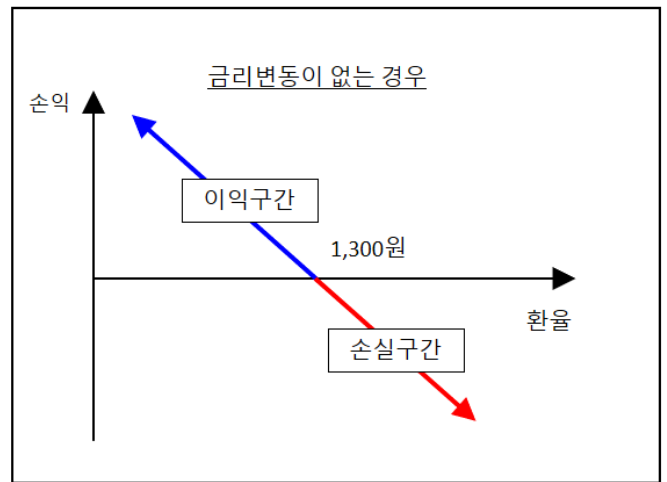 금리변동이 없는 경우
손익
이익구간
1,300원
환율
손실구간